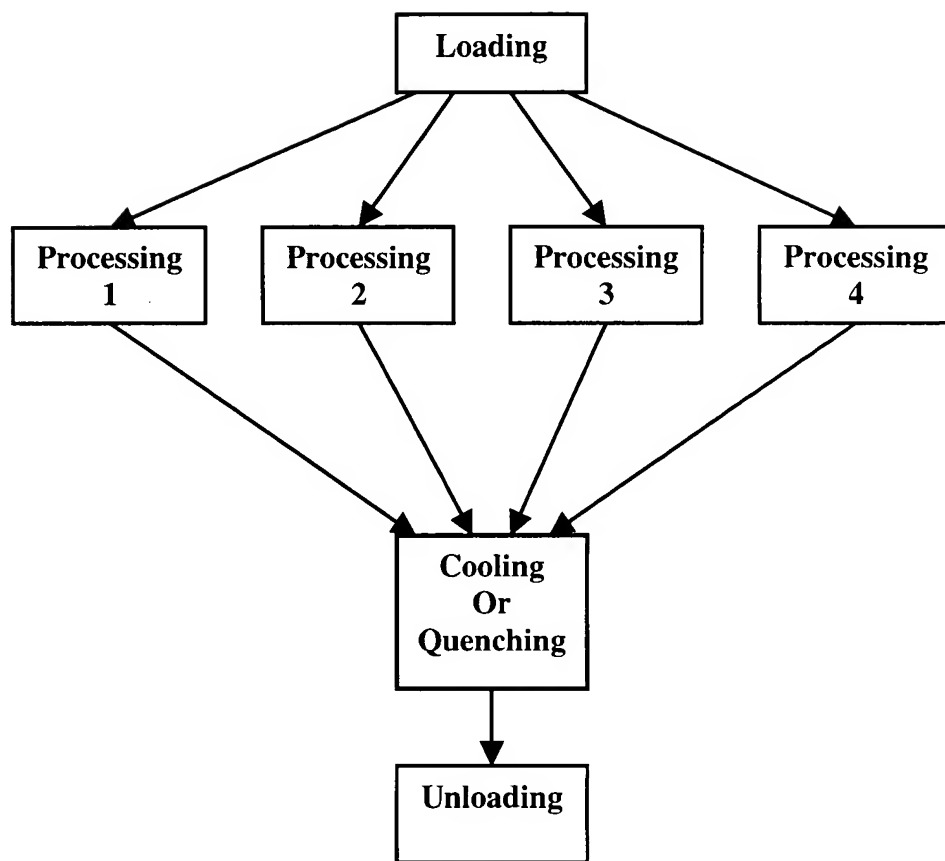 Loading
Processing
1
Processing
2
Processing
3
Processing
4
Cooling
Or
Quenching
Unloading